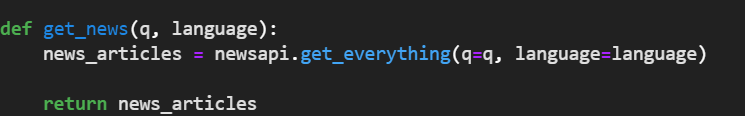 def get_news(q, language):
    news_articles = newsapi.get_everything(q=q, language=language)
    return news_articles